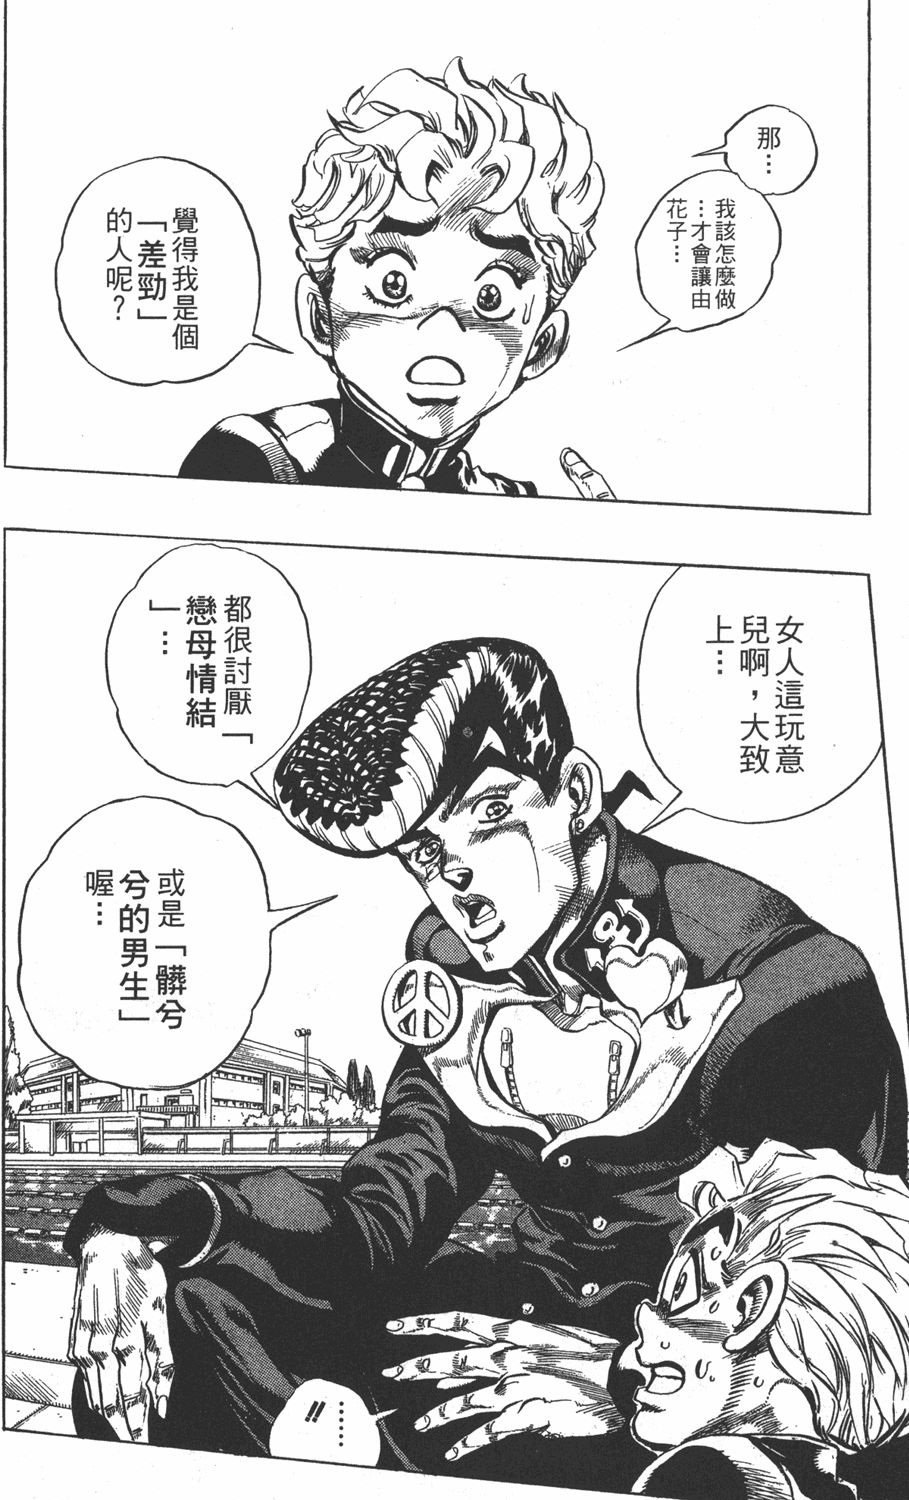 那…
我該怎麼做
…才會讓由
花子…
覺得我是個
「差勁」
的人呢？
女人這玩意
兒啊，大致
上…
都很討厭「
戀母情結
」…
或是「髒兮
兮的男生」
喔…
……
!!